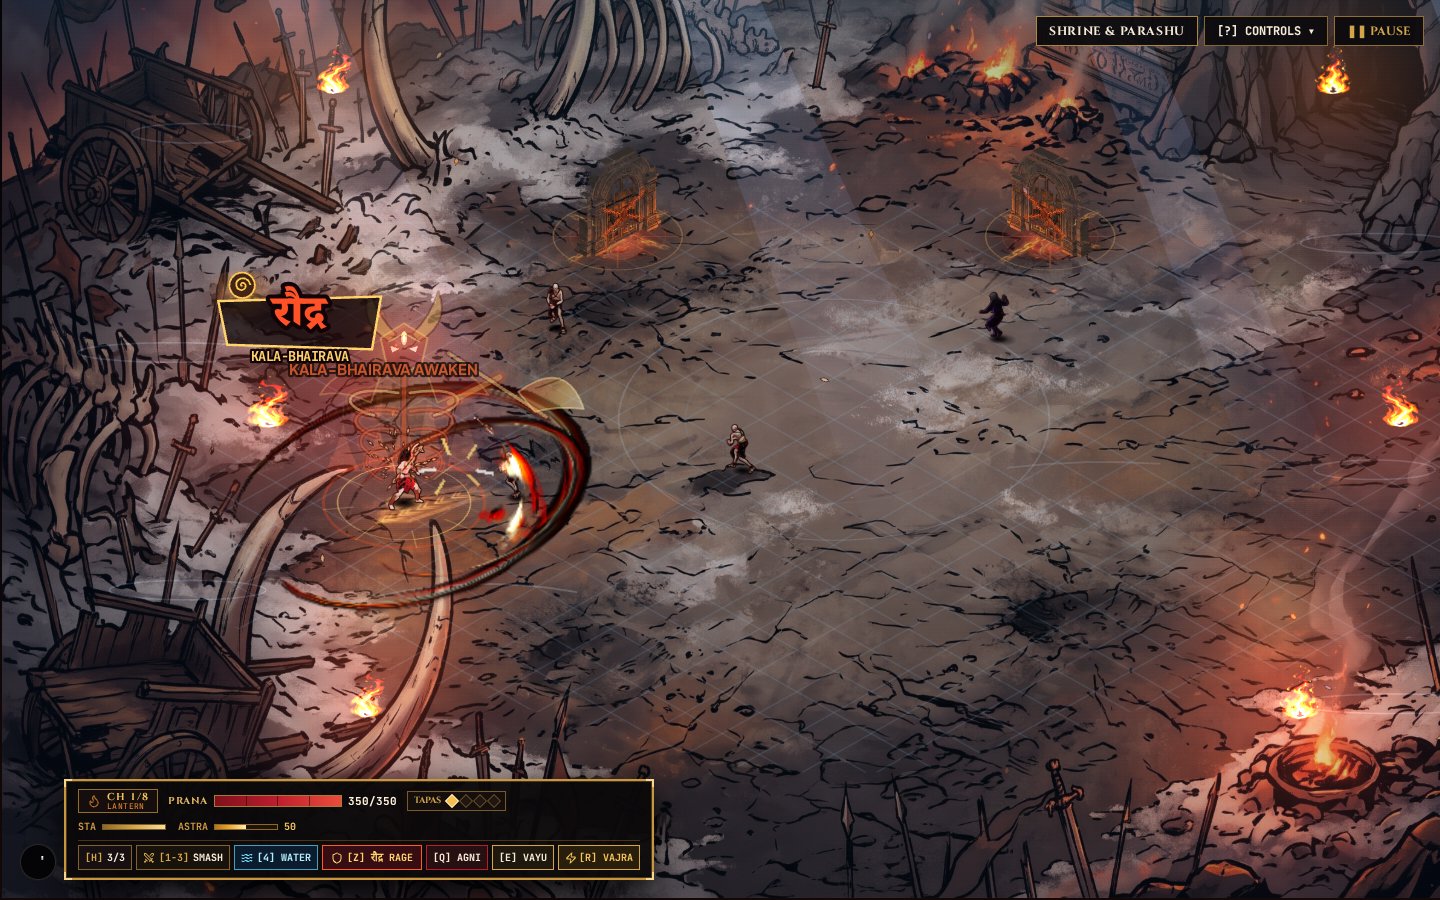 SHRINE & PARASHU
[?] CONTROLS ▾
❚❚ PAUSE
रौद्र
KALA-BHAIRAVA
KALA-BHAIRAVA AWAKEN
CH 1/8
LANTERN
PRANA 350/350
TAPAS
STA ASTRA 50
[H] 3/3
[1-3] SMASH
[4] WATER
[Z] रौद्र RAGE
[Q] AGNI
[E] VAYU
[R] VAJRA